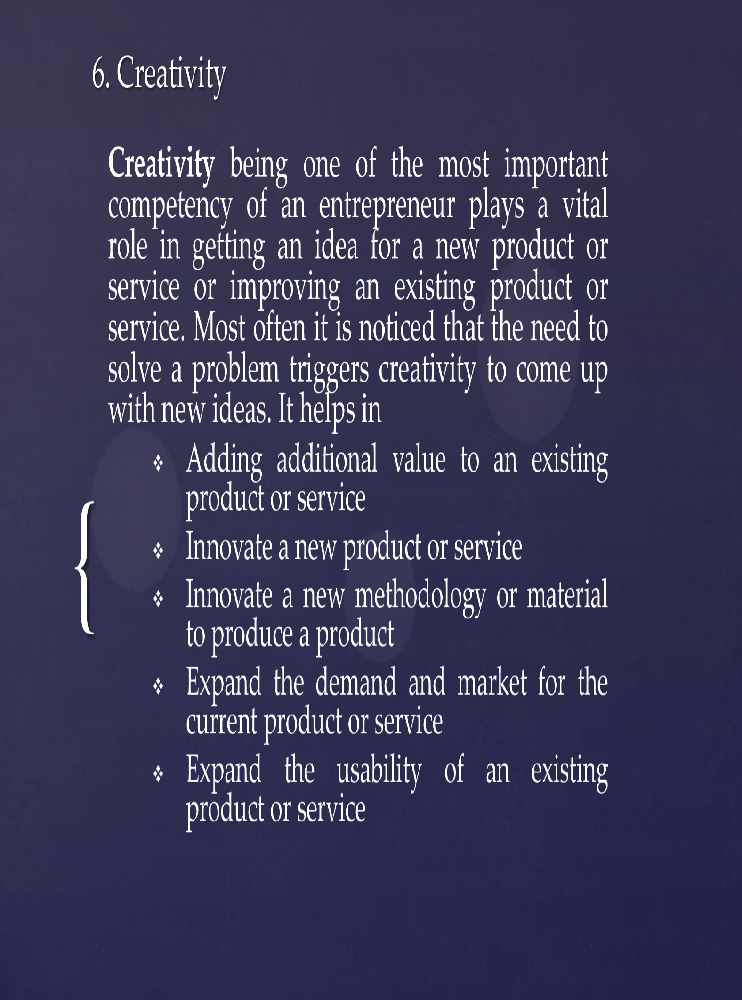 6. Creativity
Creativity being one of the most important
competency of an entrepreneur plays a vital
role in getting an idea for a new product or
service or improving an existing product or
service. Most often it is noticed that the need to
solve a problem triggers creativity to come up
with new ideas. It helps in
❖ Adding additional value to an existing
product or service
❖ Innovate a new product or service
❖ Innovate a new methodology or material
to produce a product
❖ Expand the demand and market for the
current product or service
❖ Expand the usability of an existing
product or service